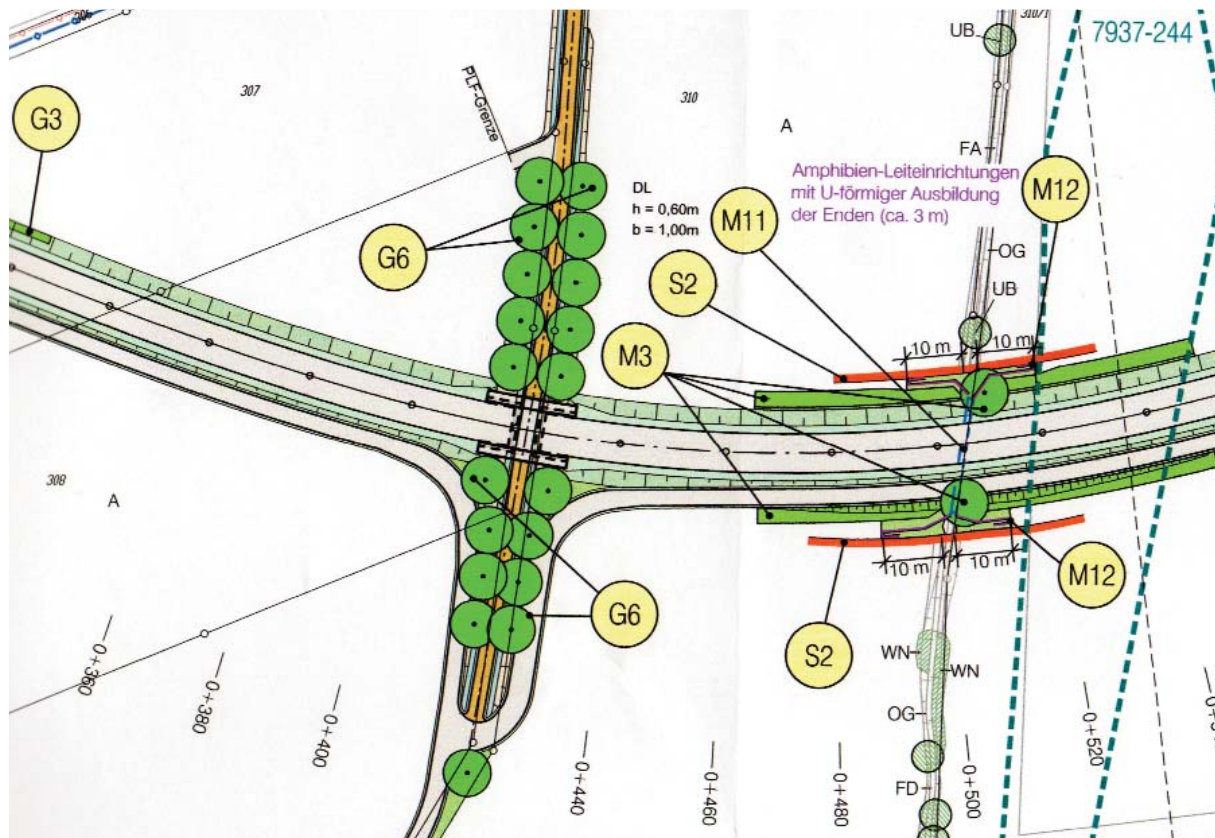 306
307
G3
PLF-Grenze
G6
310
DL
h = 0,60m
b = 1,00m
M11
S2
M3
A
Amphibien-Leiteinrichtungen
mit U-förmiger Ausbildung
der Enden (ca. 3 m)
UB
310/1
7937-244
FA
M12
OG
UB
10 m
10 m
308
A
10 m
10 m
M12
G6
S2
WN
WN
OG
FD
0+360
0+380
0+400
0+440
0+460
0+480
0+500
0+520